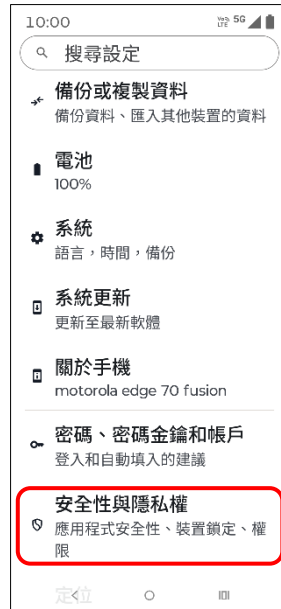 10:00
VoLTE 5G
搜尋設定
備份或複製資料
備份資料、匯入其他裝置的資料
電池
100%
系統
語言，時間，備份
系統更新
更新至最新軟體
關於手機
motorola edge 70 fusion
密碼、密碼金鑰和帳戶
登入和自動填入的建議
安全性與隱私權
應用程式安全性、裝置鎖定、權
限
定位